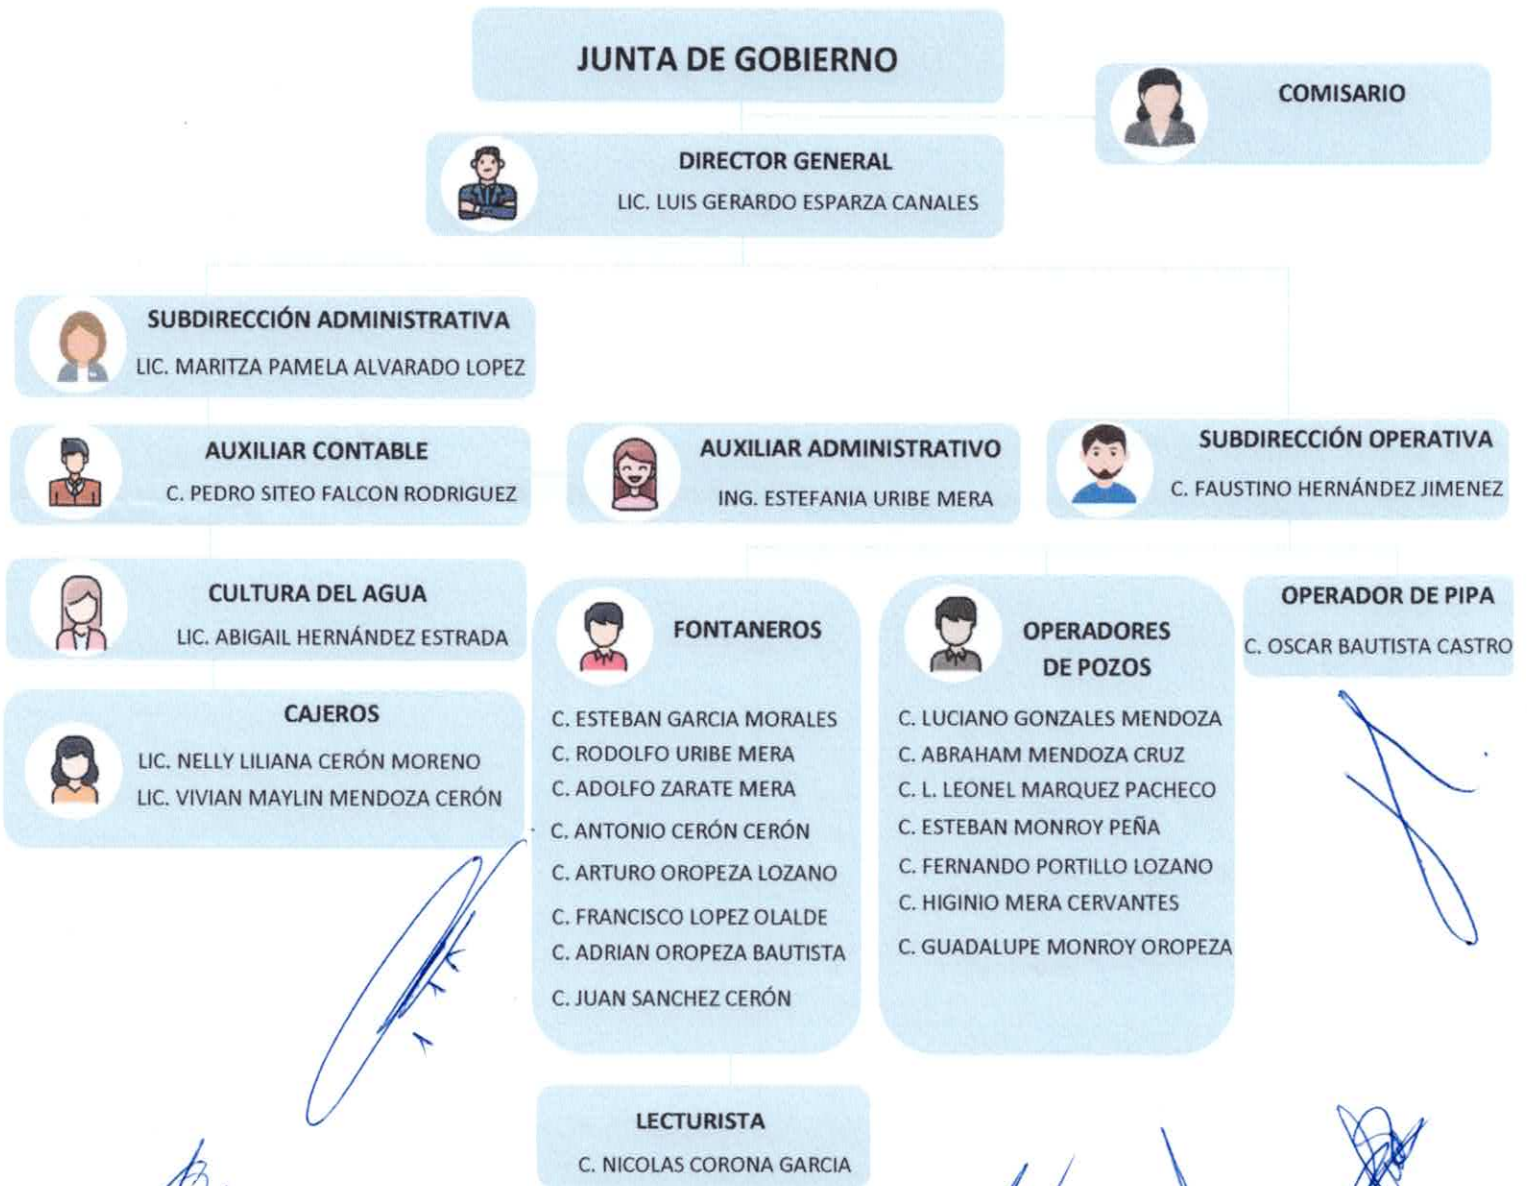 JUNTA DE GOBIERNO
COMISARIO
DIRECTOR GENERAL
LIC. LUIS GERARDO ESPARZA CANALES
SUBDIRECCIÓN ADMINISTRATIVA
LIC. MARITZA PAMELA ALVARADO LOPEZ
AUXILIAR CONTABLE
C. PEDRO SITEO FALCON RODRIGUEZ
AUXILIAR ADMINISTRATIVO
ING. ESTEFANIA URIBE MERA
SUBDIRECCIÓN OPERATIVA
C. FAUSTINO HERNÁNDEZ JIMENEZ
CULTURA DEL AGUA
LIC. ABIGAIL HERNÁNDEZ ESTRADA
CAJEROS
LIC. NELLY LILIANA CERÓN MORENO
LIC. VIVIAN MAYLIN MENDOZA CERÓN
FONTANEROS
C. ESTEBAN GARCIA MORALES
C. RODOLFO URIBE MERA
C. ADOLFO ZARATE MERA
C. ANTONIO CERÓN CERÓN
C. ARTURO OROPEZA LOZANO
C. FRANCISCO LOPEZ OLALDE
C. ADRIAN OROPEZA BAUTISTA
C. JUAN SANCHEZ CERÓN
OPERADORES
DE POZOS
C. LUCIANO GONZALES MENDOZA
C. ABRAHAM MENDOZA CRUZ
C. L. LEONEL MARQUEZ PACHECO
C. ESTEBAN MONROY PEÑA
C. FERNANDO PORTILLO LOZANO
C. HIGINIO MERA CERVANTES
C. GUADALUPE MONROY OROPEZA
OPERADOR DE PIPA
C. OSCAR BAUTISTA CASTRO
LECTURISTA
C. NICOLAS CORONA GARCIA